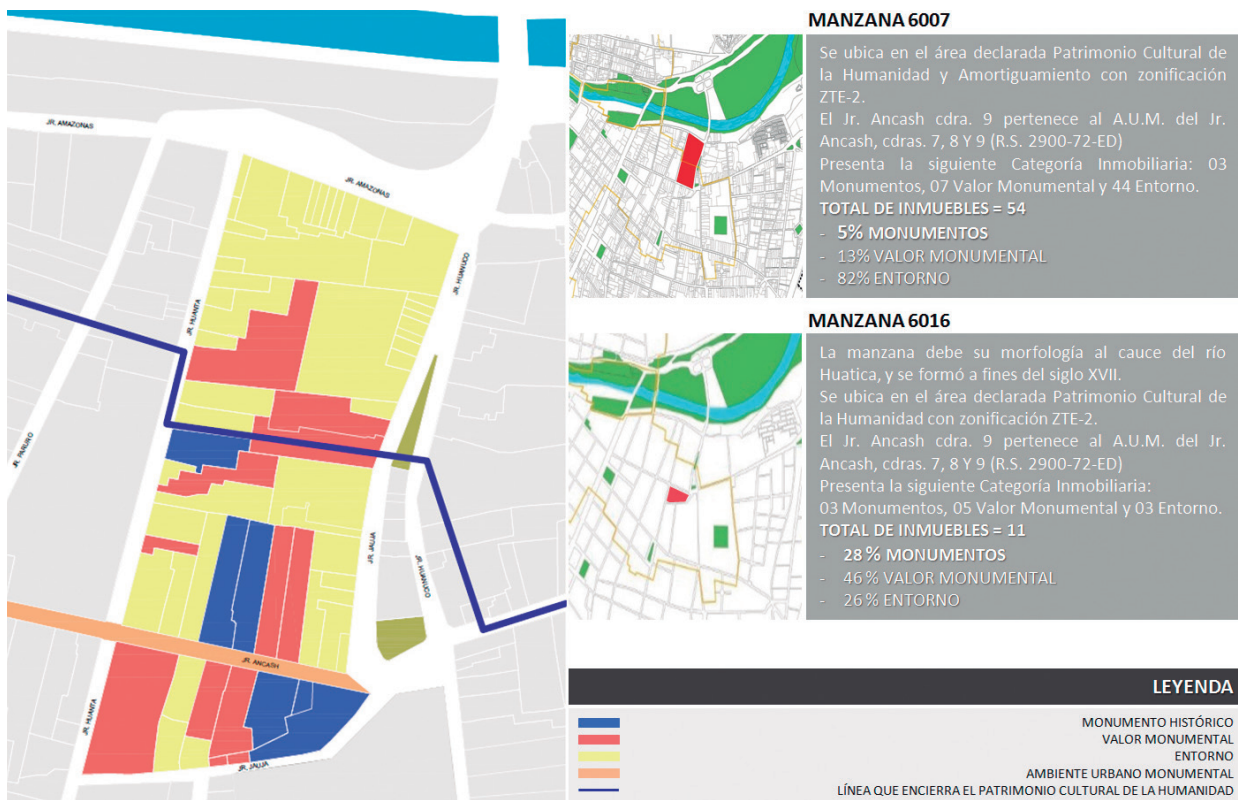 JR. AMAZONAS
JR. AMAZONAS
JR. HUANUCO
JR. HUANTA
JR. PARURO
JR. JAUJA
JR. HUANUCO
JR. ANCASH
JR. HUANTA
JR. JAUJA
MANZANA 6007
Se ubica en el área declarada Patrimonio Cultural de
la Humanidad y Amortiguamiento con zonificación
ZTE-2.
El Jr. Ancash cdra. 9 pertenece al A.U.M. del Jr.
Ancash, cdras. 7, 8 Y 9 (R.S. 2900-72-ED)
Presenta la siguiente Categoría Inmobiliaria: 03
Monumentos, 07 Valor Monumental y 44 Entorno.
TOTAL DE INMUEBLES = 54
- 5% MONUMENTOS
- 13% VALOR MONUMENTAL
- 82% ENTORNO
MANZANA 6016
La manzana debe su morfología al cauce del río
Huatica, y se formó a fines del siglo XVII.
Se ubica en el área declarada Patrimonio Cultural de
la Humanidad con zonificación ZTE-2.
El Jr. Ancash cdra. 9 pertenece al A.U.M. del Jr.
Ancash, cdras. 7, 8 Y 9 (R.S. 2900-72-ED)
Presenta la siguiente Categoría Inmobiliaria:
03 Monumentos, 05 Valor Monumental y 03 Entorno.
TOTAL DE INMUEBLES = 11
- 28% MONUMENTOS
- 46% VALOR MONUMENTAL
- 26% ENTORNO
LEYENDA
MONUMENTO HISTÓRICO
VALOR MONUMENTAL
ENTORNO
AMBIENTE URBANO MONUMENTAL
LÍNEA QUE ENCIERRA EL PATRIMONIO CULTURAL DE LA HUMANIDAD